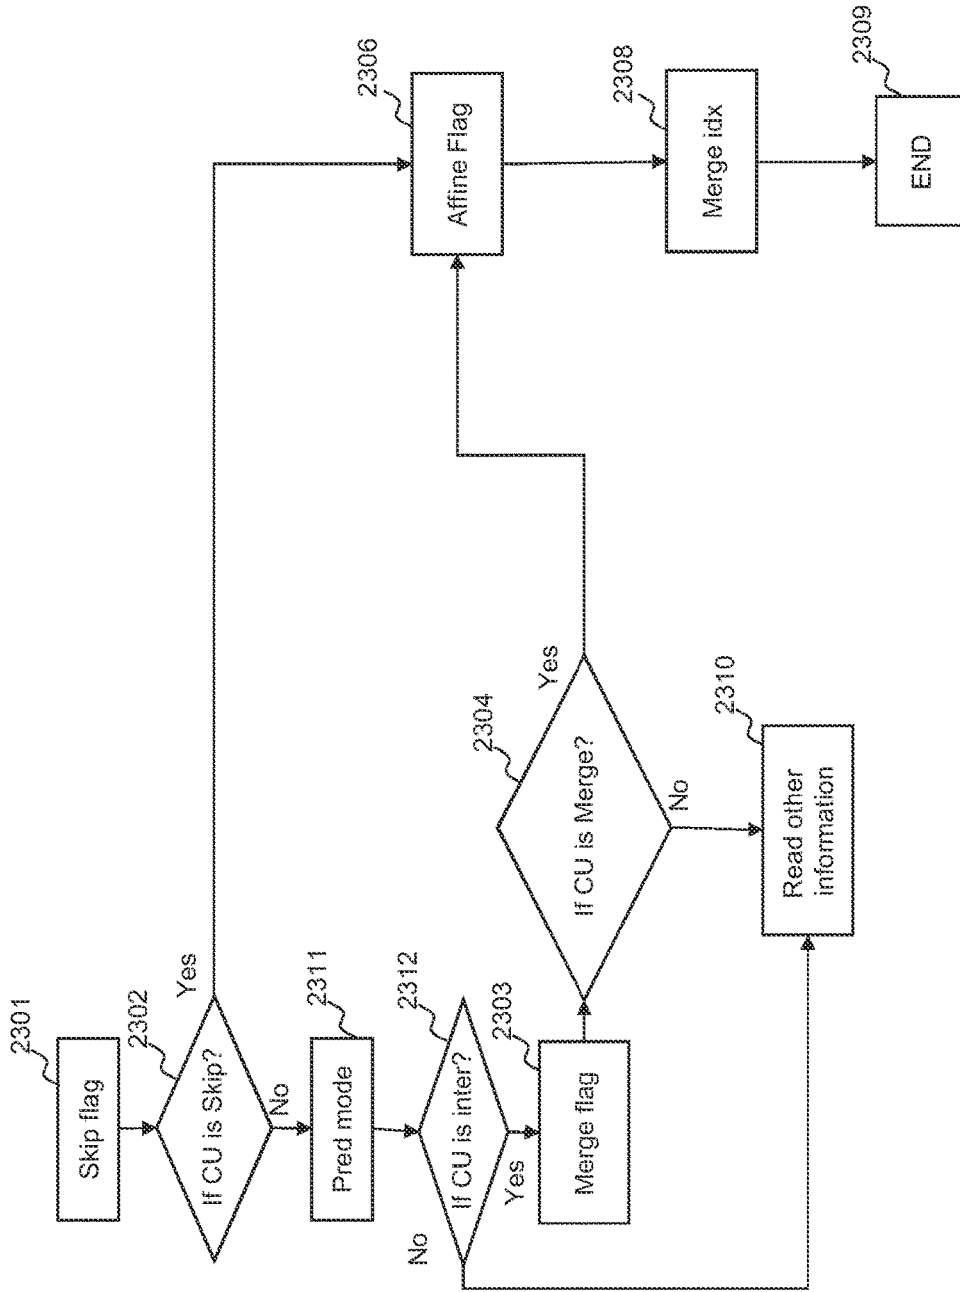 2301
Skip flag
2302
If CU is Skip?
Yes
No
2311
Pred mode
2312
If CU is inter?
No
Yes
2303
Merge flag
2304
If CU is Merge?
Yes
No
2310
Read other
information
2306
Affine Flag
2308
Merge idx
2309
END